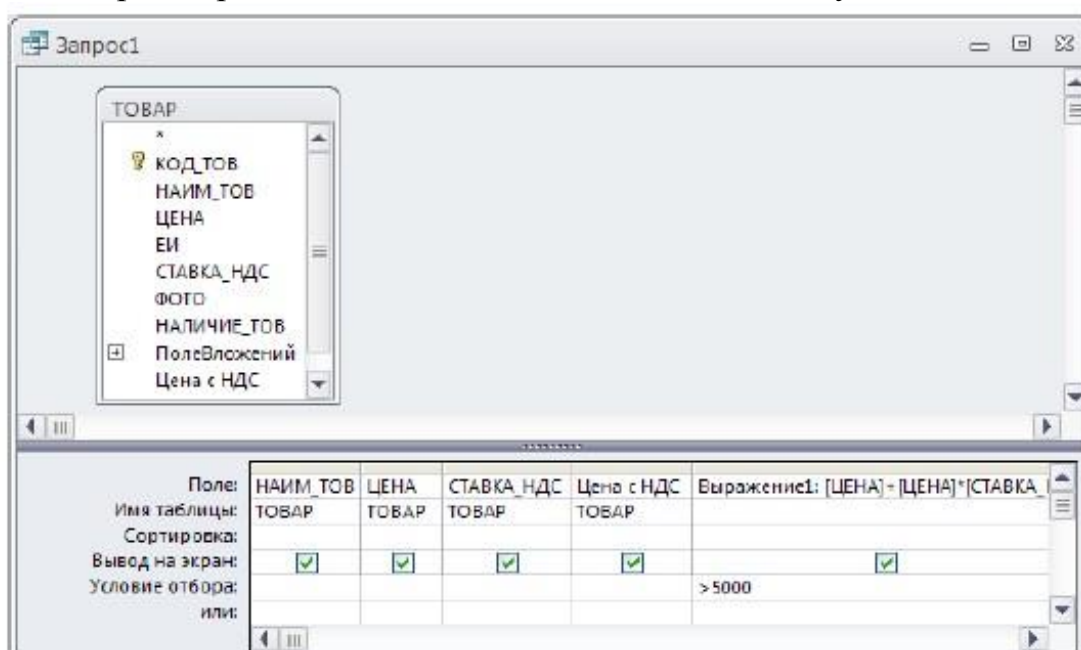 Запрос1
ТОВАР
*
КОД_ТОВ
НАИМ_ТОВ
ЦЕНА
ЕИ
СТАВКА_НДС
ФОТО
НАЛИЧИЕ_ТОВ
ПолеВложений
Цена с НДС
Поле: НАИМ_ТОВ ЦЕНА СТАВКА_НДС Цена с НДС Выражение1: [ЦЕНА]+[ЦЕНА]*[СТАВКА_
Имя таблицы: ТОВАР ТОВАР ТОВАР ТОВАР
Сортировка:
Вывод на экран:
Условие отбора: >5000
или: